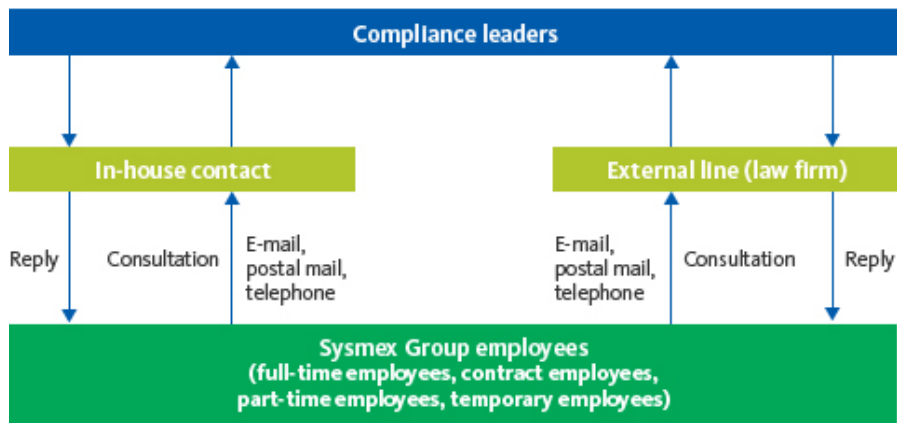 Compliance leaders
In-house contact
External line (law firm)
Reply
Consultation
E-mail,
postal mail,
telephone
E-mail,
postal mail,
telephone
Consultation
Reply
Sysmex Group employees
(full-time employees, contract employees,
part-time employees, temporary employees)